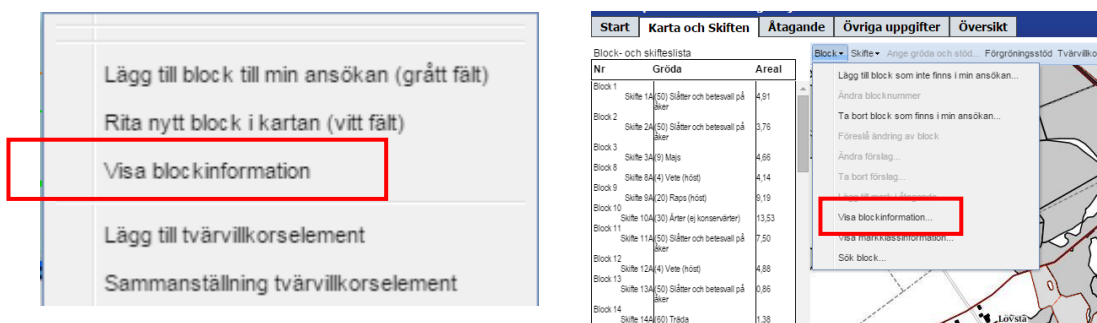 Lägg till block till min ansökan (grått fält)
Rita nytt block i kartan (vitt fält)
Visa blockinformation
Lägg till tvärvillkorselement
Sammanställning tvärvillkorselement
Start Karta och Skiften Åtagande Övriga uppgifter Översikt
Block- och skifteslista
Nr Gröda Areal
Block 1
Skifte 1A (50) Slåtter och betesvall på 4,91
åker
Block 2
Skifte 2A (50) Slåtter och betesvall på 3,76
åker
Block 3
Skifte 3A (9) Majs 4,66
Block 8
Skifte 8A (4) Vete (höst) 4,14
Block 9
Skifte 9A (20) Raps (höst) 9,19
Block 10
Skifte 10A (30) Ärter (ej konservärter) 13,53
Block 11
Skifte 11A (50) Slåtter och betesvall på 7,50
åker
Block 12
Skifte 12A (4) Vete (höst) 4,88
Block 13
Skifte 13A (50) Slåtter och betesvall på 0,86
åker
Block 14
Skifte 14A (60) Träda 1,38
Block Skifte Ange gröda och stöd... Förgröningsstöd Tvärvillko
Lägg till block som inte finns i min ansökan...
Ändra blocknummer
Ta bort block som finns i min ansökan...
Föreslå ändring av block
Ändra förslag...
Ta bort förslag...
Lägg till mark i åtagande
Visa blockinformation...
Visa markklassinformation...
Sök block...
Lövsta